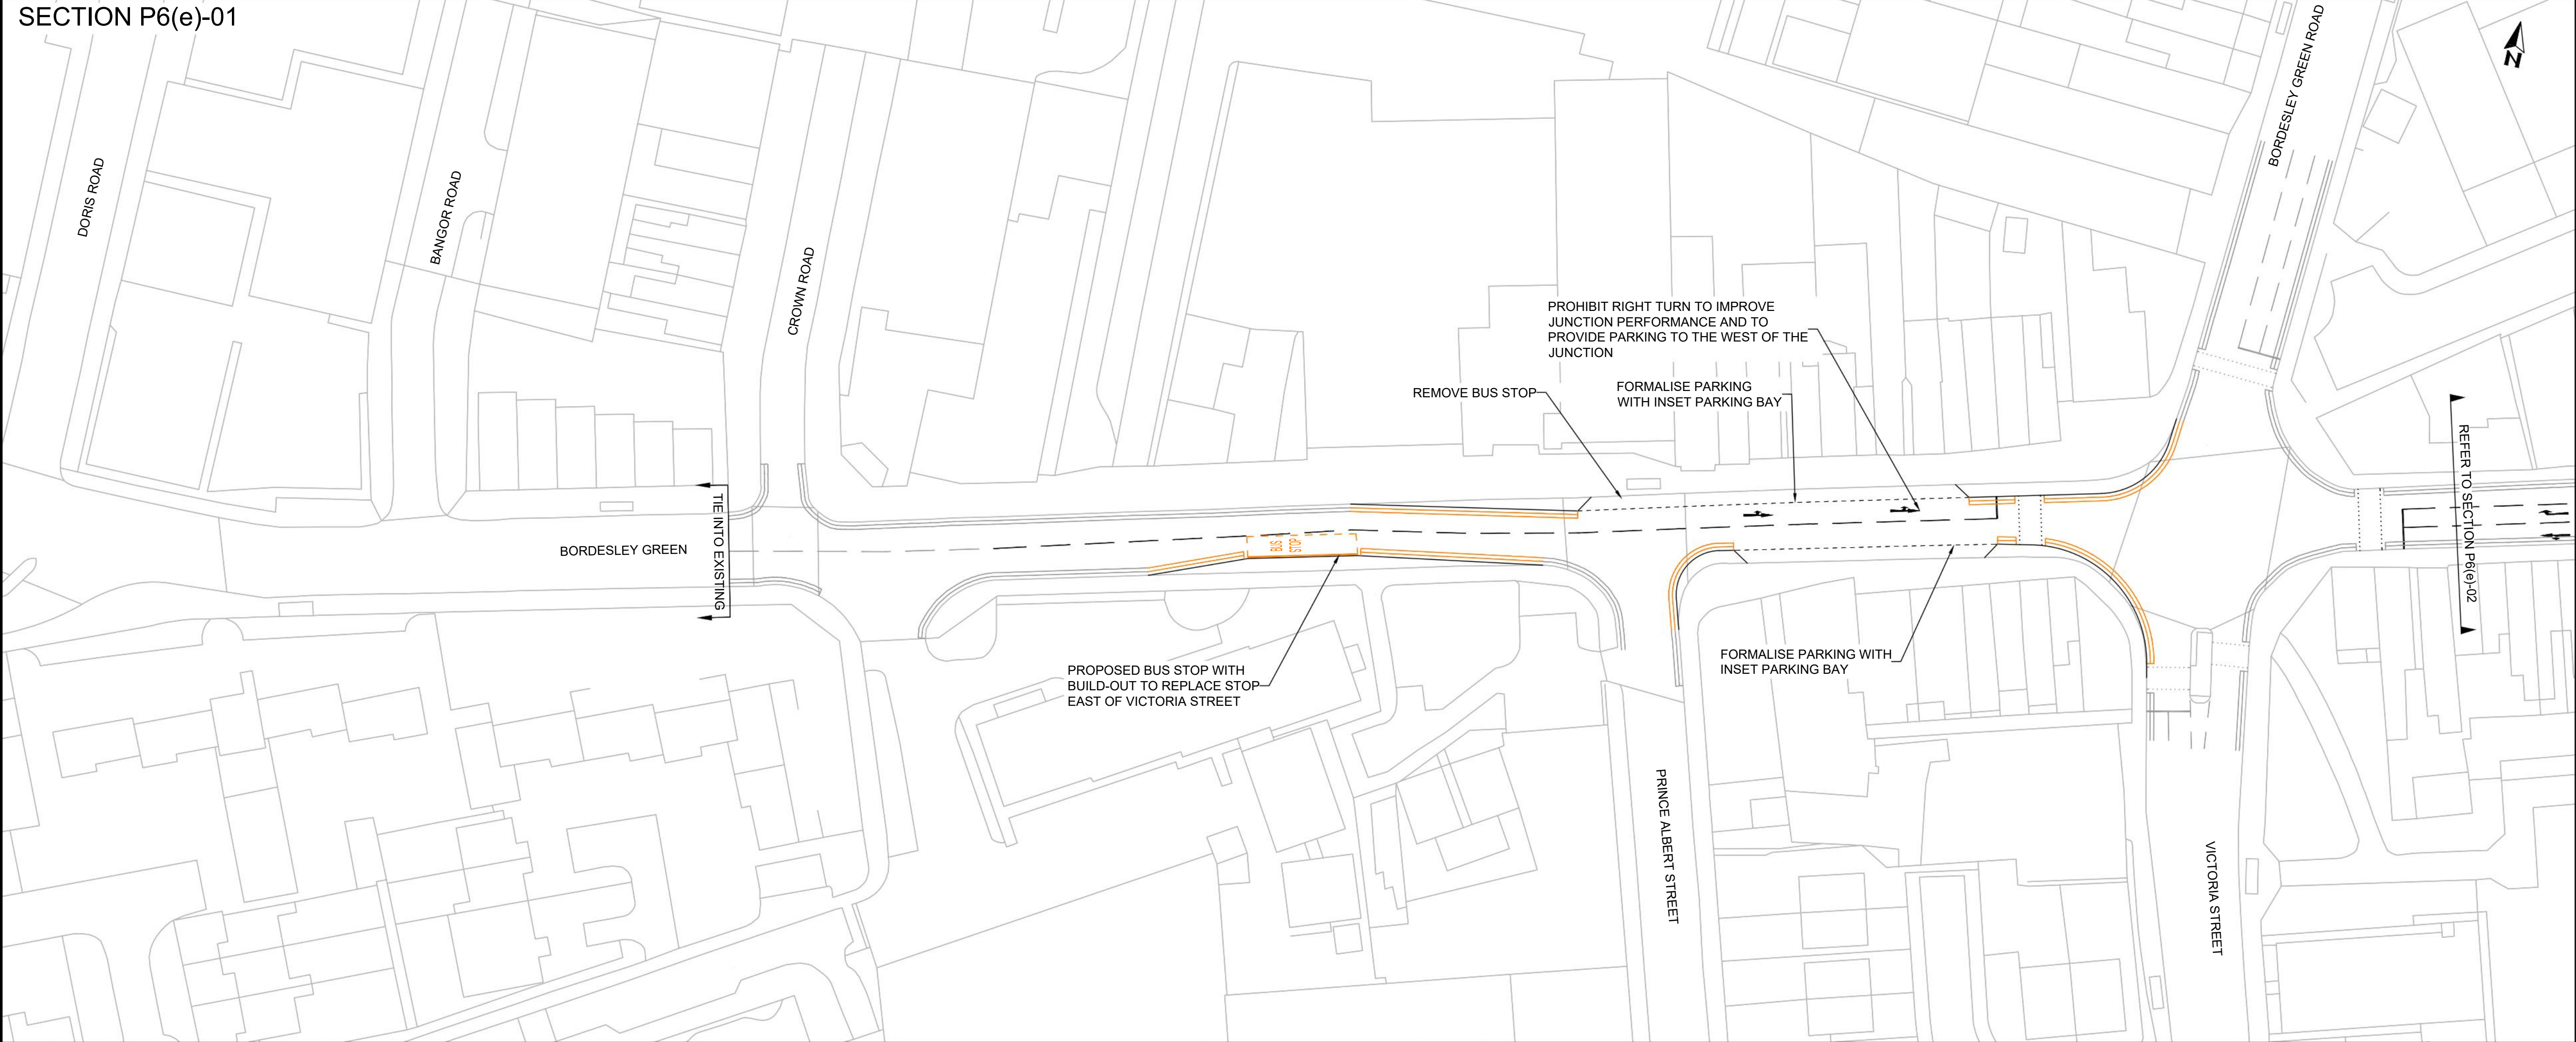 SECTION P6(e)-01
BORDESLEY GREEN ROAD
N
DORIS ROAD
BANGOR ROAD
CROWN ROAD
PROHIBIT RIGHT TURN TO IMPROVE
JUNCTION PERFORMANCE AND TO
PROVIDE PARKING TO THE WEST OF THE
JUNCTION
REMOVE BUS STOP
FORMALISE PARKING
WITH INSET PARKING BAY
REFER TO SECTION P6(e)-02
TIE INTO EXISTING
BORDESLEY GREEN
BUS
STOP
PROPOSED BUS STOP WITH
BUILD-OUT TO REPLACE STOP
EAST OF VICTORIA STREET
FORMALISE PARKING WITH
INSET PARKING BAY
PRINCE ALBERT STREET
VICTORIA STREET